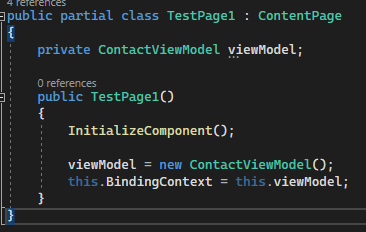 4 references
public partial class TestPage1 : ContentPage
{
    private ContactViewModel viewModel;
    0 references
    public TestPage1()
    {
        InitializeComponent();
        viewModel = new ContactViewModel();
        this.BindingContext = this.viewModel;
    }
}